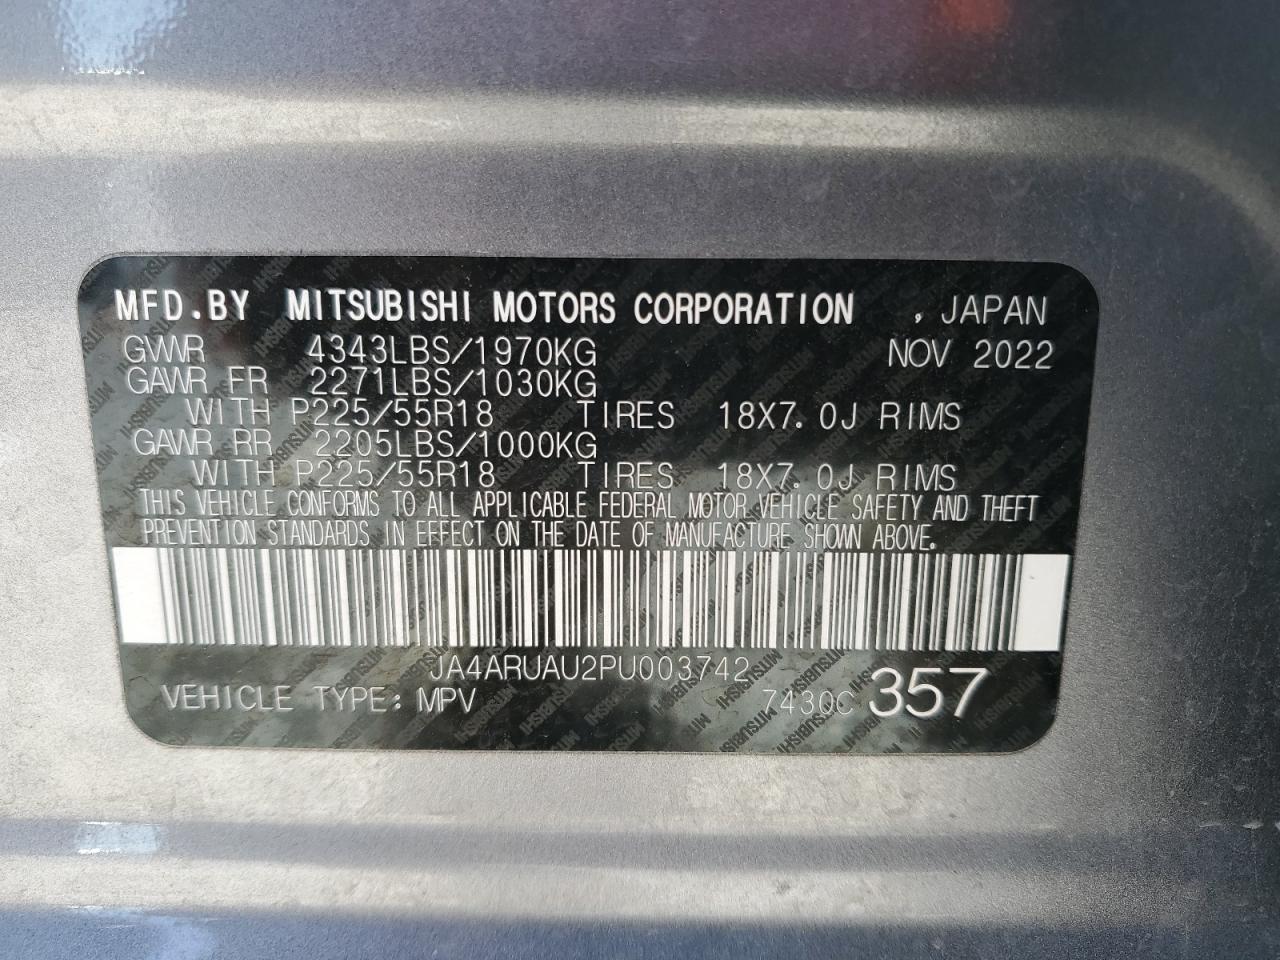 MFD.BY MITSUBISHI MOTORS CORPORATION , JAPAN
GVWR 4343LBS/1970KG NOV 2022
GAWR FR 2271LBS/1030KG
WITH P225/55R18 TIRES 18X7.0J RIMS
GAWR RR 2205LBS/1000KG
WITH P225/55R18 TIRES 18X7.0J RIMS
THIS VEHICLE CONFORMS TO ALL APPLICABLE FEDERAL MOTOR VEHICLE SAFETY AND THEFT
PREVENTION STANDARDS IN EFFECT ON THE DATE OF MANUFACTURE SHOWN ABOVE.
JA4ARUAU2PU003742
VEHICLE TYPE: MPV 7430C 357